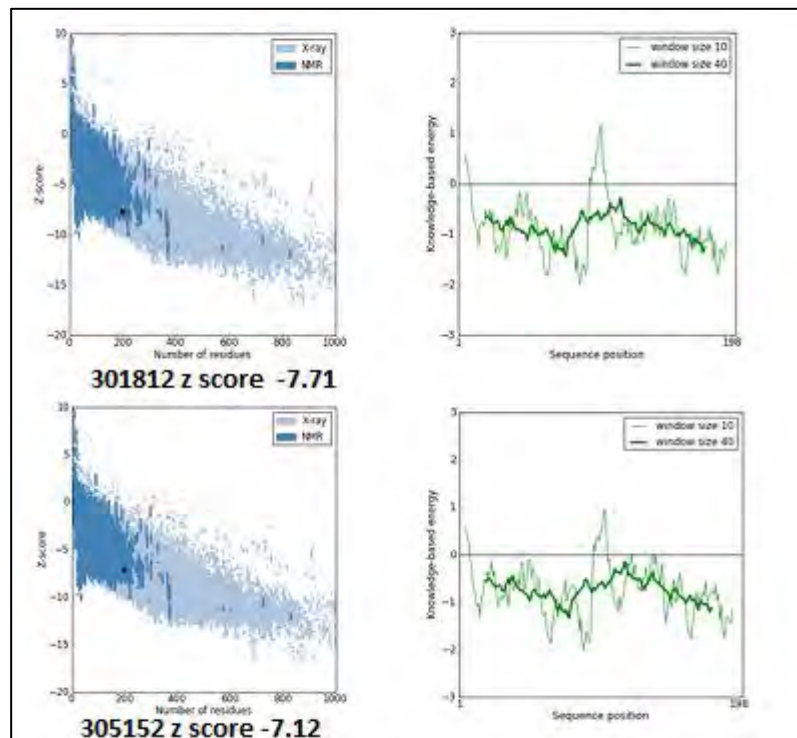 10
5
0
−5
−10
−15
−20
Z-score
0 200 400 600 800 1000
Number of residues
X-ray
NMR
3
2
1
0
−1
−2
−3
Knowledge-based energy
1 198
Sequence position
window size 10
window size 40
301812 z score -7.71
10
5
0
−5
−10
−15
−20
Z-score
0 200 400 600 800 1000
Number of residues
X-ray
NMR
3
2
1
0
−1
−2
−3
Knowledge-based energy
1 198
Sequence position
window size 10
window size 40
305152 z score -7.12